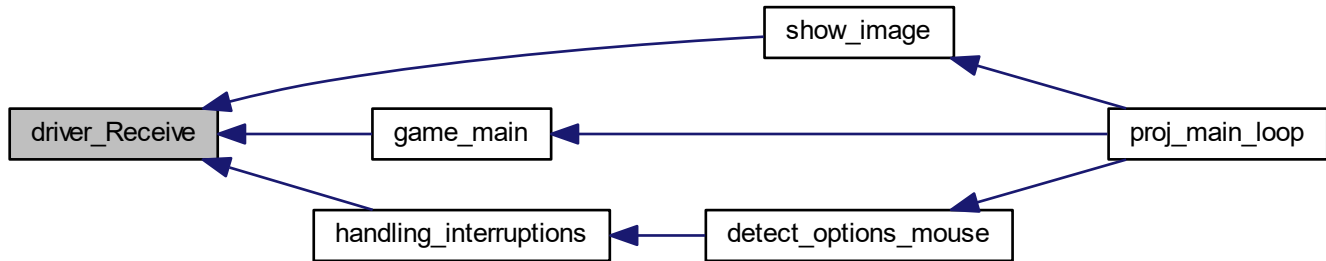 show_image
driver_Receive
game_main
proj_main_loop
handling_interruptions
detect_options_mouse